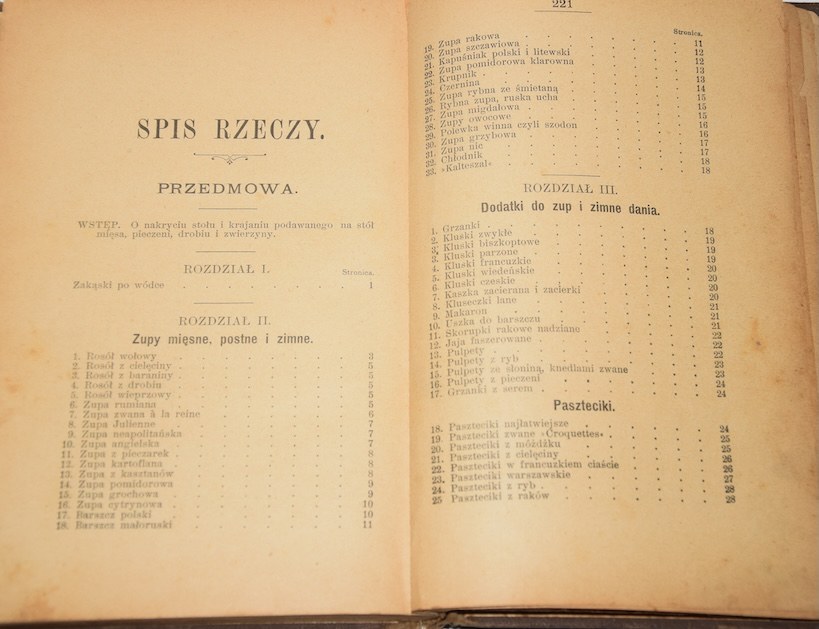 SPIS RZECZY.
PRZEDMOWA.
WSTĘP. O nakryciu stołu i krajaniu podawanego na stół
mięsa, pieczeni, drobiu i zwierzyny.
ROZDZIAŁ I.
Stronica.
Zakąski po wódce . . . . . . . . 1
ROZDZIAŁ II.
Zupy mięsne, postne i zimne.
1. Rosół wołowy . . . . . . . 3
2. Rosół z cielęciny . . . . . . . 5
3. Rosół z baraniny . . . . . . . 5
4. Rosół z drobiu . . . . . . . 5
5. Rosół wieprzowy . . . . . . . 5
6. Zupa rumiana . . . . . . . 5
7. Zupa zwana à la reine . . . . . . 6
8. Zupa Julienne . . . . . . . 7
9. Zupa neapolitańska . . . . . . . 7
10. Zupa angielska . . . . . . . 7
11. Zupa z pieczarek . . . . . . . 8
12. Zupa kartoflana . . . . . . . 8
13. Zupa z kasztanów . . . . . . . 8
14. Zupa pomidorowa . . . . . . . 9
15. Zupa grochowa . . . . . . . 9
16. Zupa cytrynowa . . . . . . . 10
17. Barszcz polski . . . . . . . 10
18. Barszcz małoruski . . . . . . . 11
221
Stronica.
19. Zupa rakowa . . . . . . . 11
20. Zupa szczawiowa . . . . . . . 12
21. Kapuśniak polski i litewski . . . . . 12
22. Zupa pomidorowa klarowna . . . . . 13
23. Krupnik . . . . . . . 13
24. Czernina . . . . . . . 14
25. Zupa rybna ze śmietaną . . . . . 15
26. Rybna zupa, ruska ucha . . . . . 15
27. Zupa migdałowa . . . . . . 15
28. Zupy owocowe . . . . . . 16
29. Polewka winna czyli szodon . . . . . 16
30. Zupa grzybowa . . . . . . 17
31. Zupa nic . . . . . . . 17
32. Chłodnik . . . . . . . 18
33. »Kalteszal« . . . . . . . 18
ROZDZIAŁ III.
Dodatki do zup i zimne dania.
1. Grzanki . . . . . . . 18
2. Kluski zwykłe . . . . . . 19
3. Kluski biszkoptowe . . . . . . 19
3. Kluski parzone . . . . . . 19
4. Kluski francuzkie . . . . . . 20
5. Kluski wiedeńskie . . . . . . 20
6. Kluski czeskie . . . . . . 20
7. Kaszka zacierana i zacierki . . . . . 20
8. Kluseczki lane . . . . . . 21
9. Makaron . . . . . . . 21
10. Uszka do barszczu . . . . . . 21
11. Skorupki rakowe nadziane . . . . . 22
12. Jaja faszerowane . . . . . . 22
13. Pulpety . . . . . . . 22
14. Pulpety z ryb . . . . . . 23
15. Pulpety ze słoniną, knedlami zwane . . . . 23
16. Pulpety z pieczeni . . . . . . 24
17. Grzanki z serem . . . . . . 24
Paszteciki.
18. Paszteciki najłatwiejsze . . . . . 24
19. Paszteciki zwane »Croquettes« . . . . . 25
20. Paszteciki z móżdżku . . . . . 25
21. Paszteciki z cielęciny . . . . . 26
22. Paszteciki w francuzkiem cieście . . . . 26
23. Paszteciki warszawskie . . . . . 27
24. Paszteciki z ryb . . . . . . 28
25 Paszteciki z raków . . . . . 28